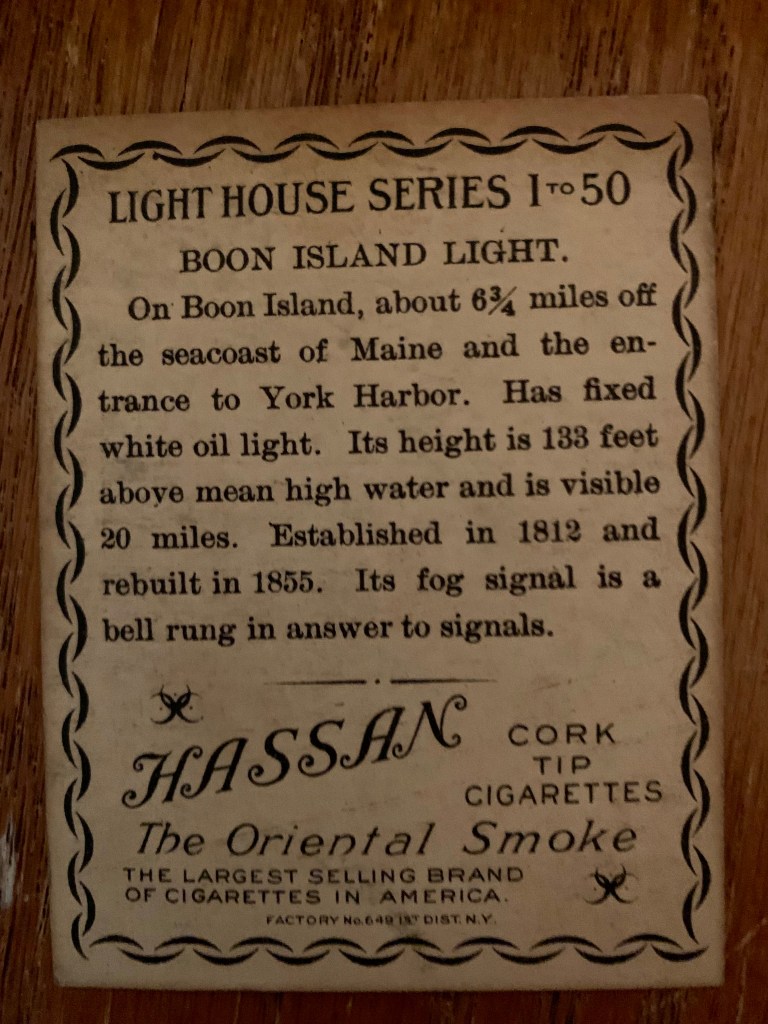 LIGHT HOUSE SERIES 1 TO 50
BOON ISLAND LIGHT.
On Boon Island, about 6¾ miles off
the seacoast of Maine and the en-
trance to York Harbor. Has fixed
white oil light. Its height is 133 feet
above mean high water and is visible
20 miles. Established in 1812 and
rebuilt in 1855. Its fog signal is a
bell rung in answer to signals.
HASSAN
CORK
TIP
CIGARETTES
The Oriental Smoke
THE LARGEST SELLING BRAND
OF CIGARETTES IN AMERICA.
FACTORY No. 649 1ST DIST. N.Y.